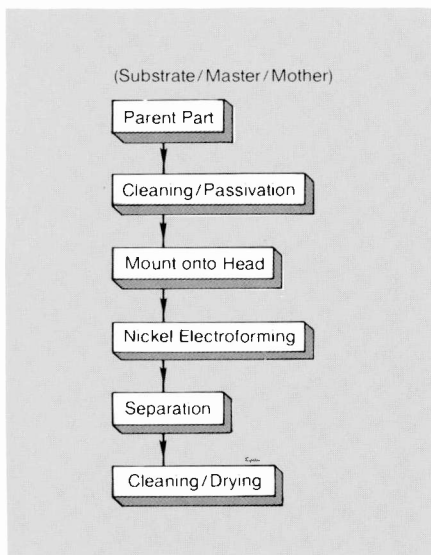 (Substrate/Master/Mother)
Parent Part
Cleaning/Passivation
Mount onto Head
Nickel Electroforming
Separation
Cleaning/Drying